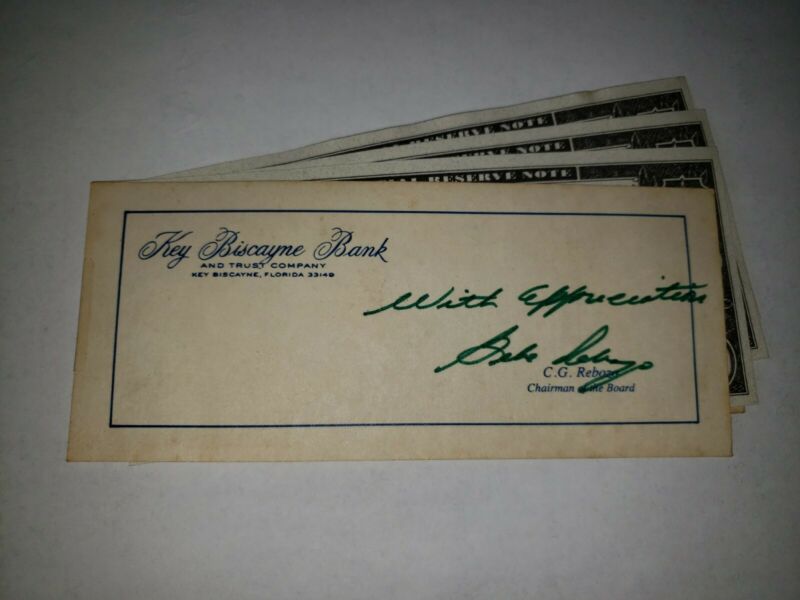 RESERVE NOTE
RESERVE NOTE
RESERVE NOTE
Key Biscayne Bank
AND TRUST COMPANY
KEY BISCAYNE, FLORIDA 33149
With Appreciation
Bebe Rebozo
C.G. Rebozo
Chairman of the Board